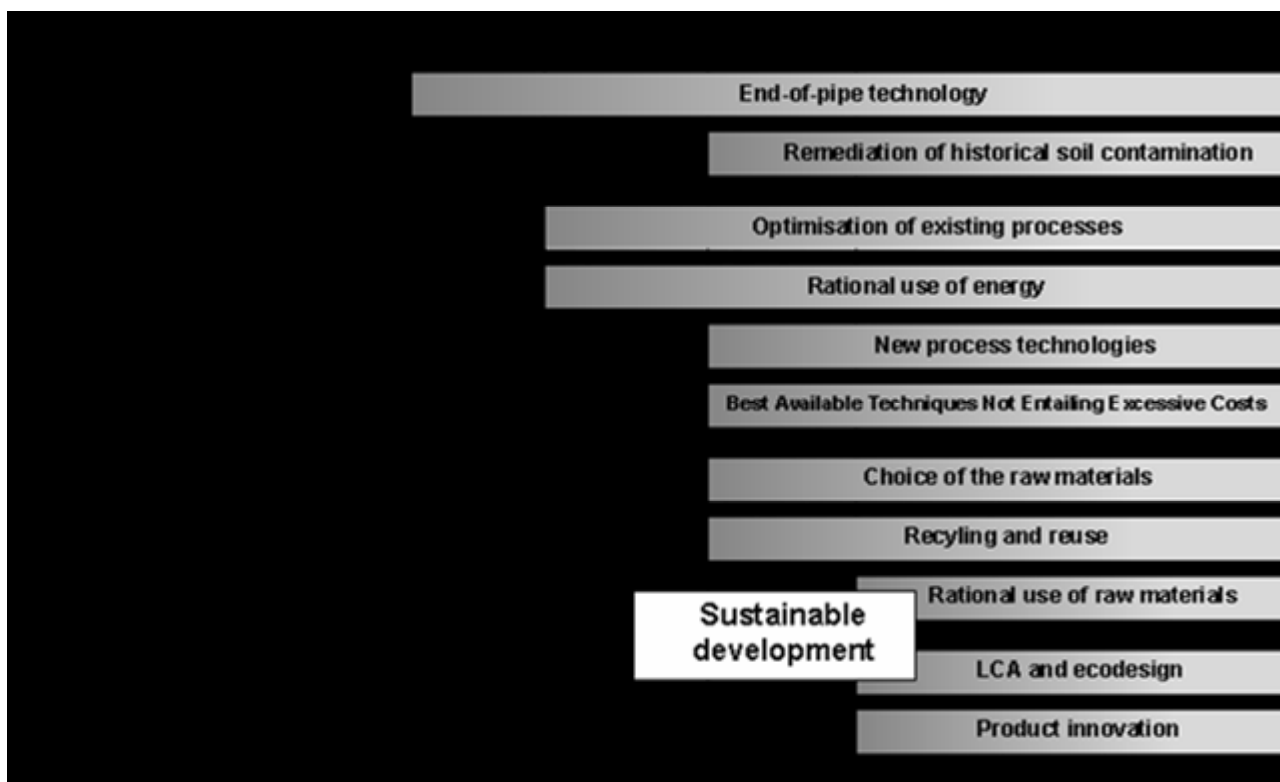 End-of-pipe technology
Remediation of historical soil contamination
Optimisation of existing processes
Rational use of energy
New process technologies
Best Available Techniques Not Entailing Excessive Costs
Choice of the raw materials
Recyling and reuse
Rational use of raw materials
Sustainable
development
LCA and ecodesign
Product innovation